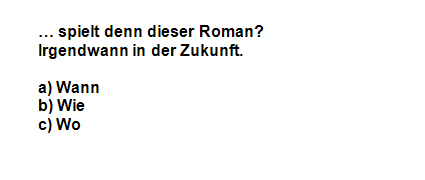 … spielt denn dieser Roman?
Irgendwann in der Zukunft.
a) Wann
b) Wie
c) Wo